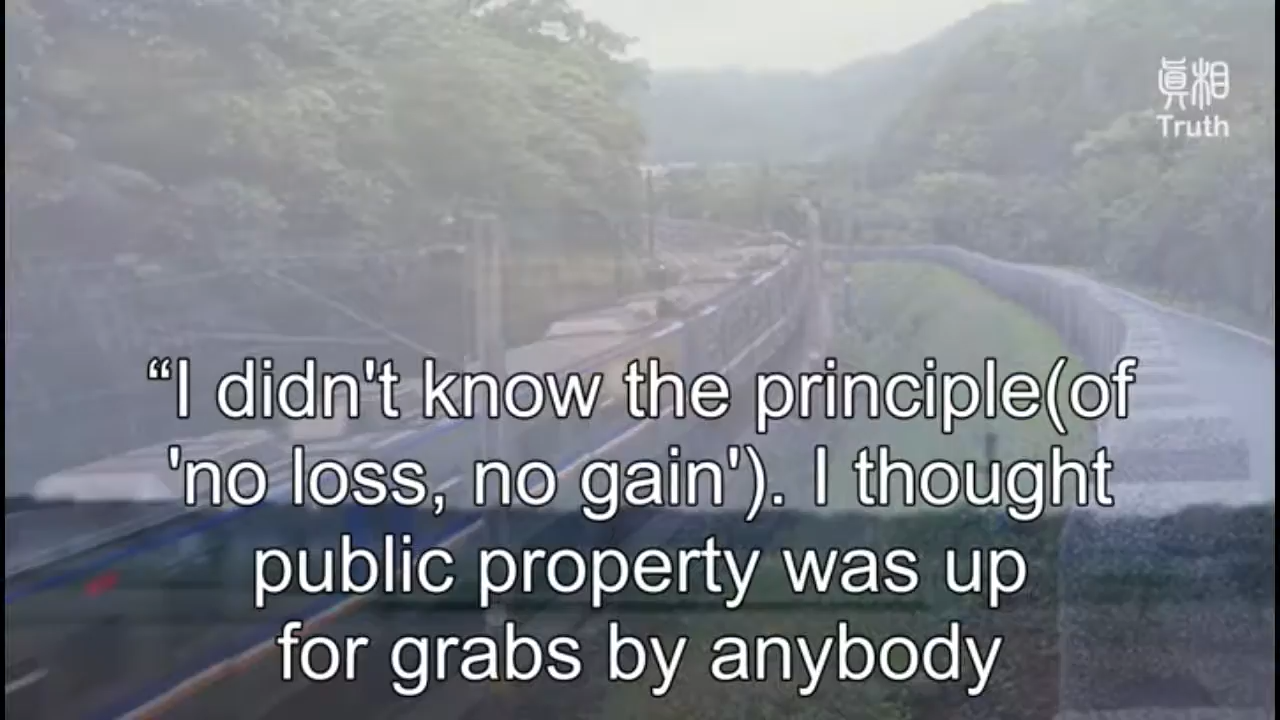 眞相
Truth
“I didn't know the principle(of
'no loss, no gain'). I thought
public property was up
for grabs by anybody